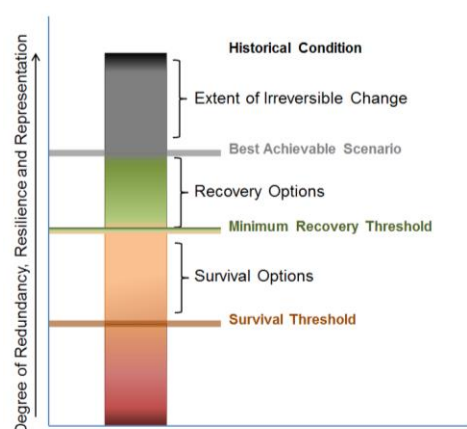 Historical Condition
Extent of Irreversible Change
Best Achievable Scenario
Recovery Options
Minimum Recovery Threshold
Survival Options
Survival Threshold
Degree of Redundancy, Resilience and Representation